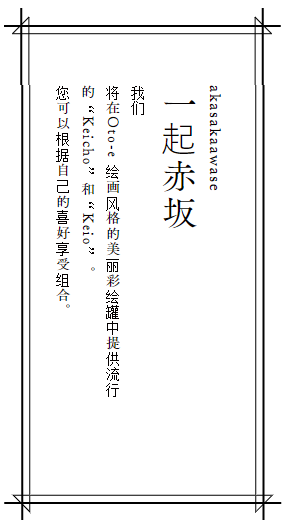 akasakaawase
一起赤坂
我们
将在Oto-e 绘画风格的美丽彩绘罐中提供流行
的“Keicho”和“Keio”。
您可以根据自己的喜好享受组合。